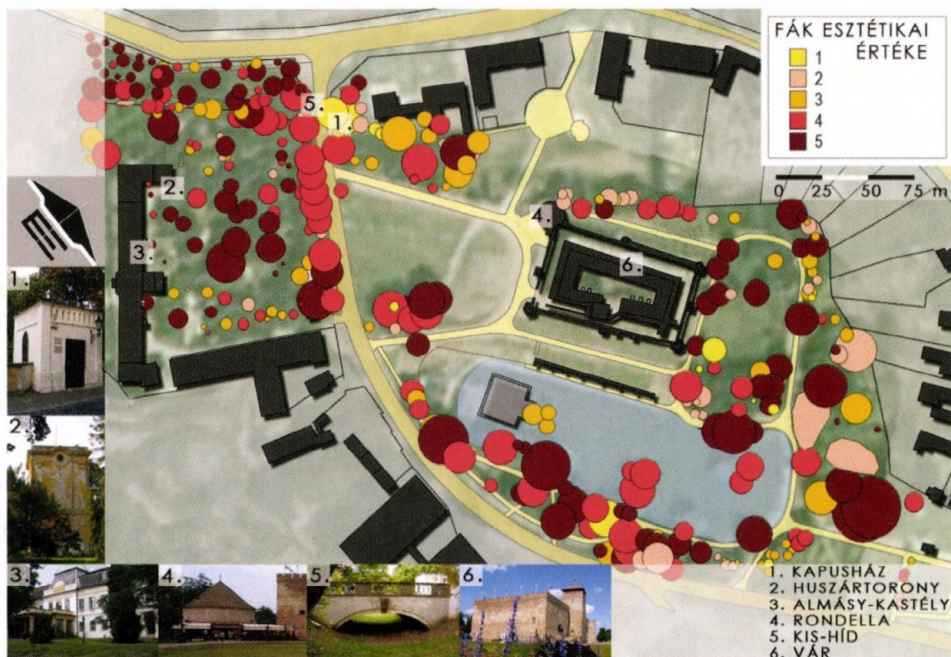 FÁK ESZTÉTIKAI
ÉRTÉKE
1
2
3
4
5
0 25 50 75 m
5.
1.
2.
3.
4.
6.
1.
2.
3.
4.
5.
6.
1. KAPUSHÁZ
2. HUSZÁRTORONY
3. ALMÁSY-KASTÉLY
4. RONDELLA
5. KIS-HÍD
6. VÁR